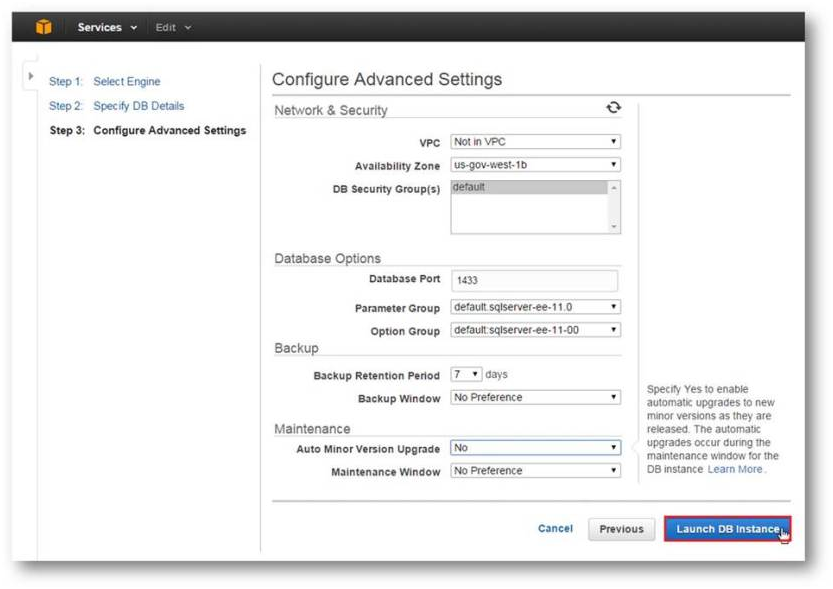 Services Edit
Step 1: Select Engine
Step 2: Specify DB Details
Step 3: Configure Advanced Settings
Configure Advanced Settings
Network & Security
VPC Not in VPC
Availability Zone us-gov-west-1b
DB Security Group(s) default
Database Options
Database Port 1433
Parameter Group default.sqlserver-ee-11.0
Option Group default:sqlserver-ee-11-00
Backup
Backup Retention Period 7 days
Backup Window No Preference
Maintenance
Auto Minor Version Upgrade No
Maintenance Window No Preference
Specify Yes to enable
automatic upgrades to new
minor versions as they are
released. The automatic
upgrades occur during the
maintenance window for the
DB instance Learn More.
Cancel Previous Launch DB Instance